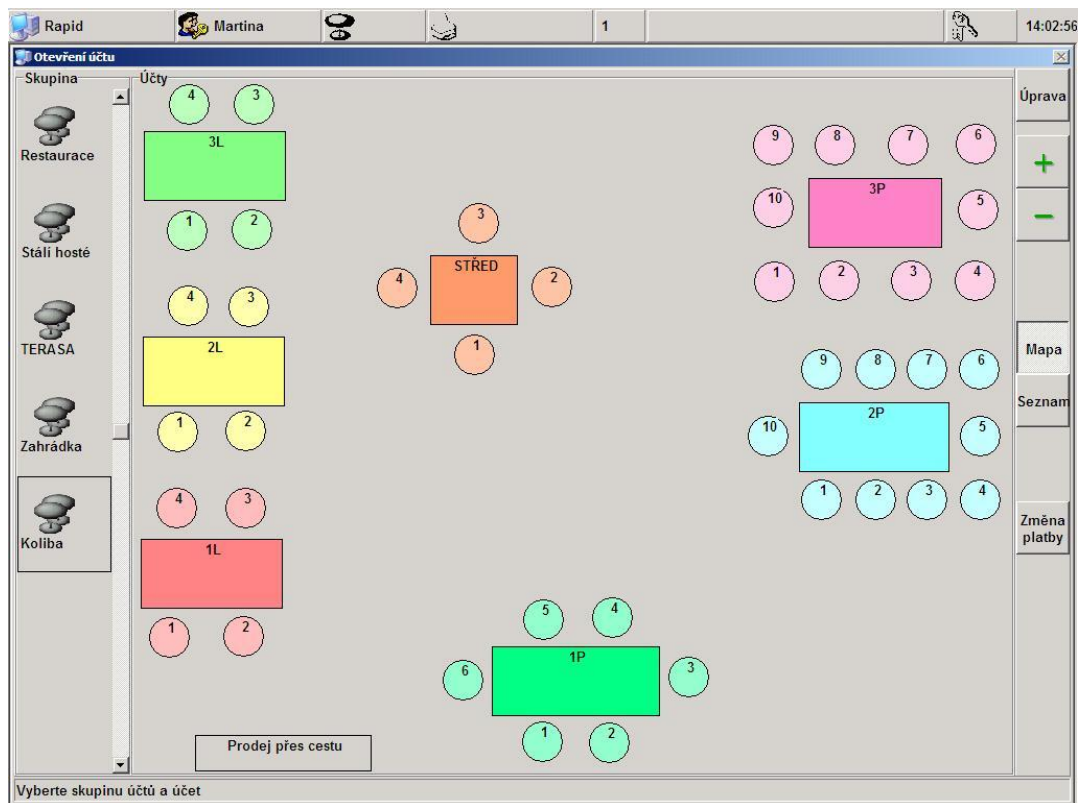 Rapid
Martina
1
14:02:56
Otevření účtu
Skupina
Restaurace
Stálí hosté
TERASA
Zahrádka
Koliba
Účty
4 3
3L
1 2
4 3
2L
1 2
4 3
1L
1 2
3
4 STŘED 2
1
9 8 7 6
10 3P 5
1 2 3 4
9 8 7 6
10 2P 5
1 2 3 4
5 4
6 1P 3
1 2
Prodej přes cestu
Úprava
+
−
Mapa
Seznam
Změna
platby
Vyberte skupinu účtů a účet